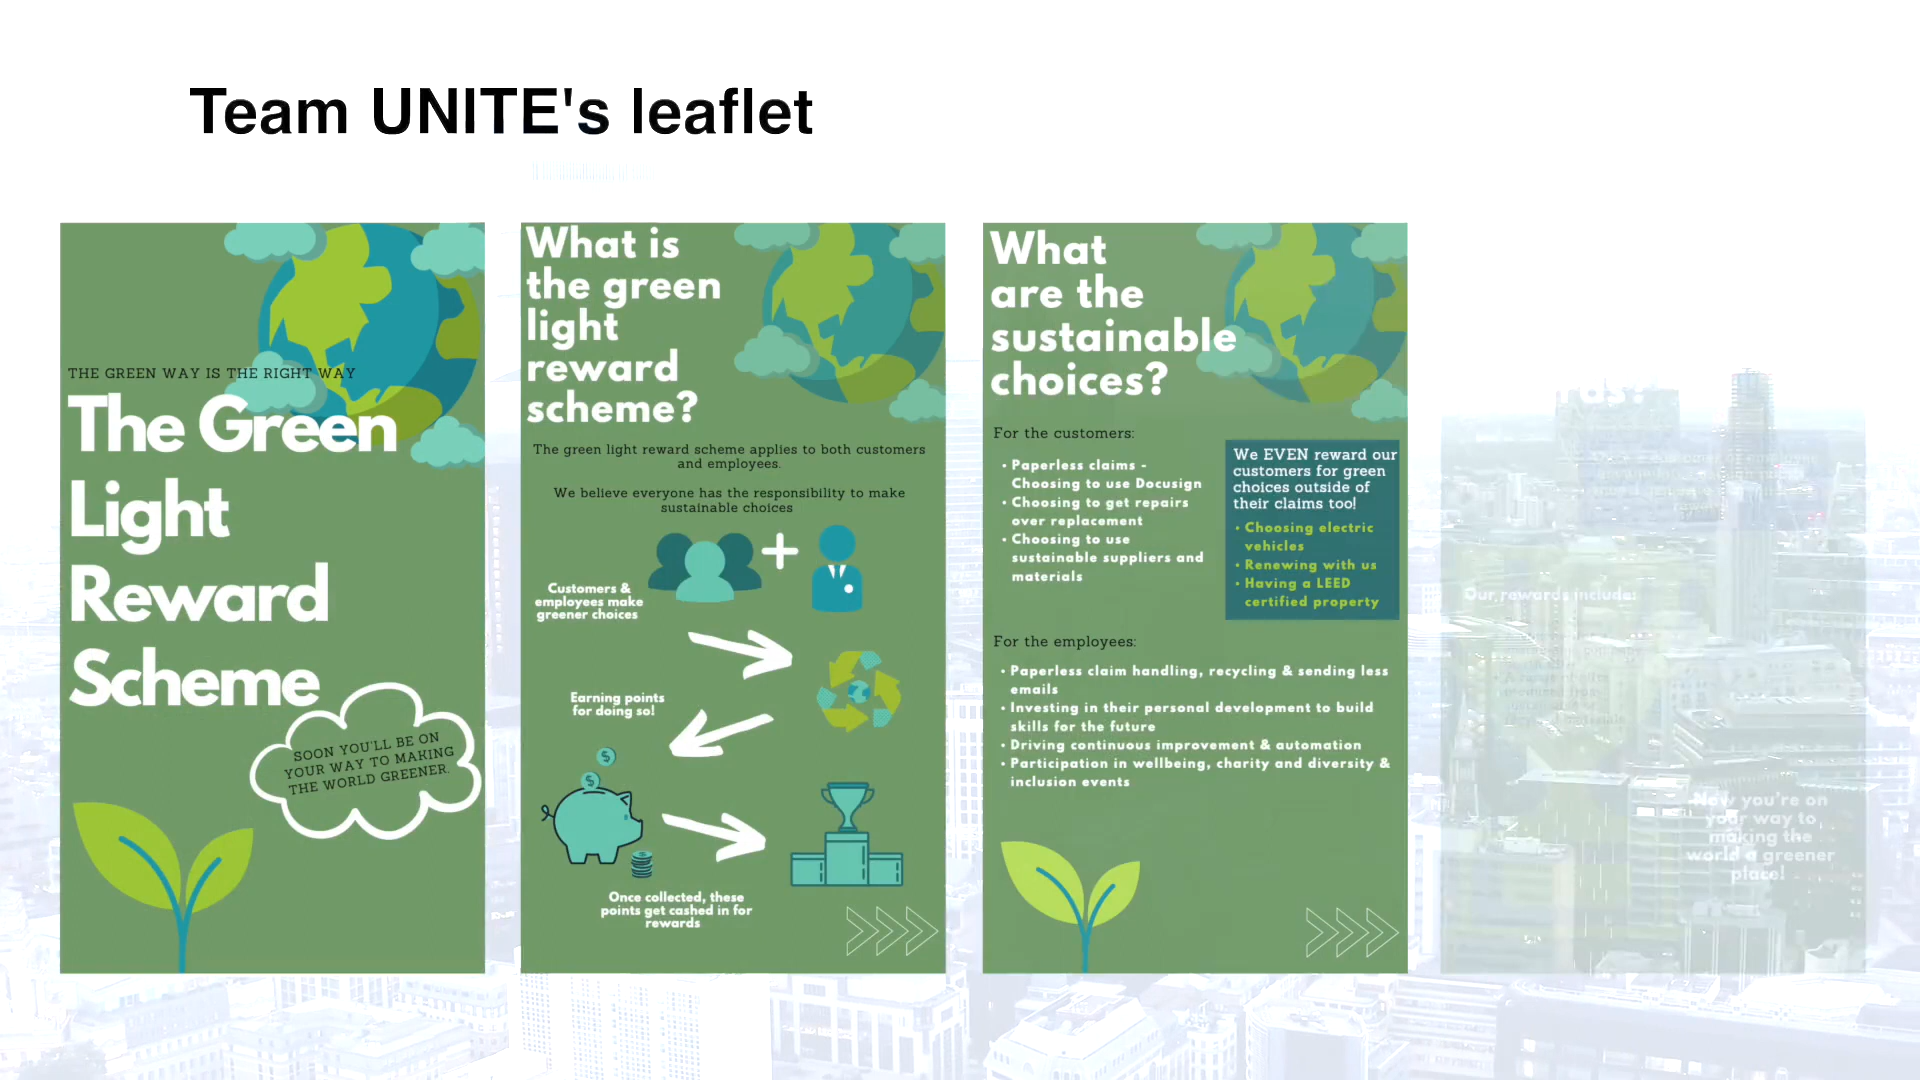 Team UNITE's leaflet
THE GREEN WAY IS THE RIGHT WAY
The Green
Light
Reward
Scheme
SOON YOU'LL BE ON
YOUR WAY TO MAKING
THE WORLD GREENER.
What is
the green
light
reward
scheme?
The green light reward scheme applies to both customers
and employees.
We believe everyone has the responsibility to make
sustainable choices
Customers &
employees make
greener choices
Earning points
for doing so!
Once collected, these
points get cashed in for
rewards
What
are the
sustainable
choices?
For the customers:
• Paperless claims -
Choosing to use Docusign
• Choosing to get repairs
over replacement
• Choosing to use
sustainable suppliers and
materials
We EVEN reward our
customers for green
choices outside of
their claims too!
• Choosing electric
vehicles
• Renewing with us
• Having a LEED
certified property
For the employees:
• Paperless claim handling, recycling & sending less
emails
• Investing in their personal development to build
skills for the future
• Driving continuous improvement & automation
• Participation in wellbeing, charity and diversity &
inclusion events
Our rewards include:
Now you're on
your way to
making the
world a greener
place!